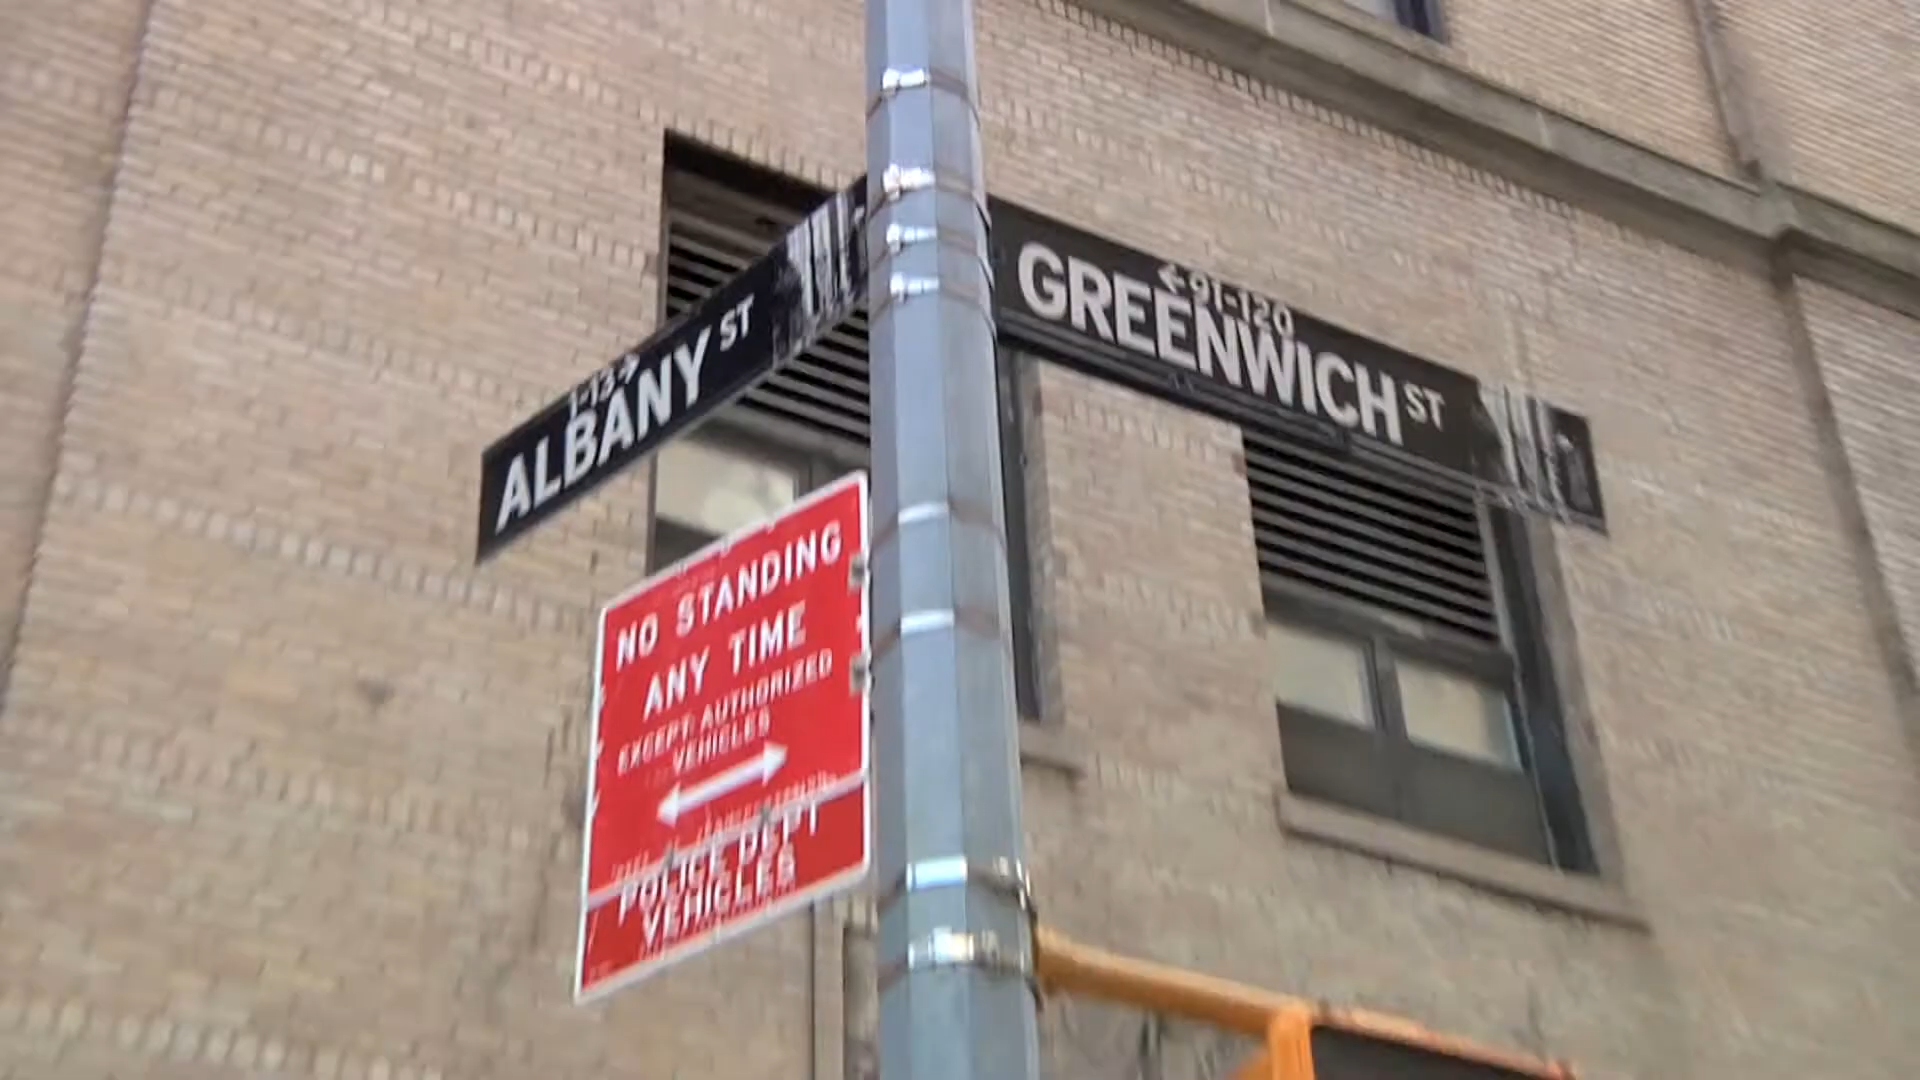 1-13→
ALBANY ST
←91-120
GREENWICH ST
NO STANDING
ANY TIME
EXCEPT AUTHORIZED
VEHICLES
POLICE DEPT
VEHICLES